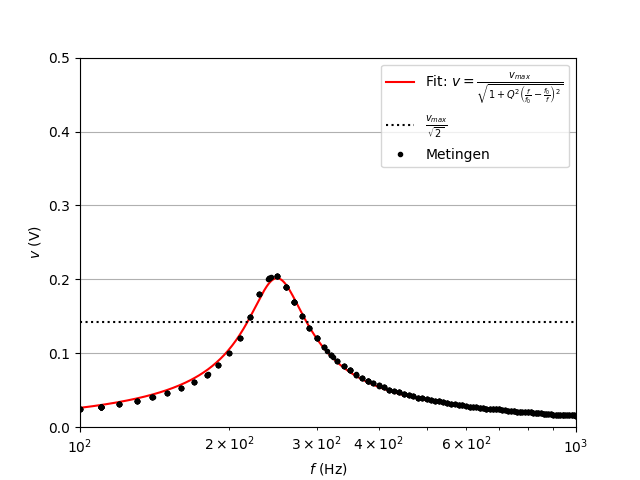 0.5
0.4
0.3
0.2
0.1
0.0
v (V)
Fit: v = v_max / √(1 + Q²(f/f₀ − f₀/f)²)
v_max / √2
Metingen
10² 2 × 10² 3 × 10² 4 × 10² 6 × 10² 10³
f (Hz)